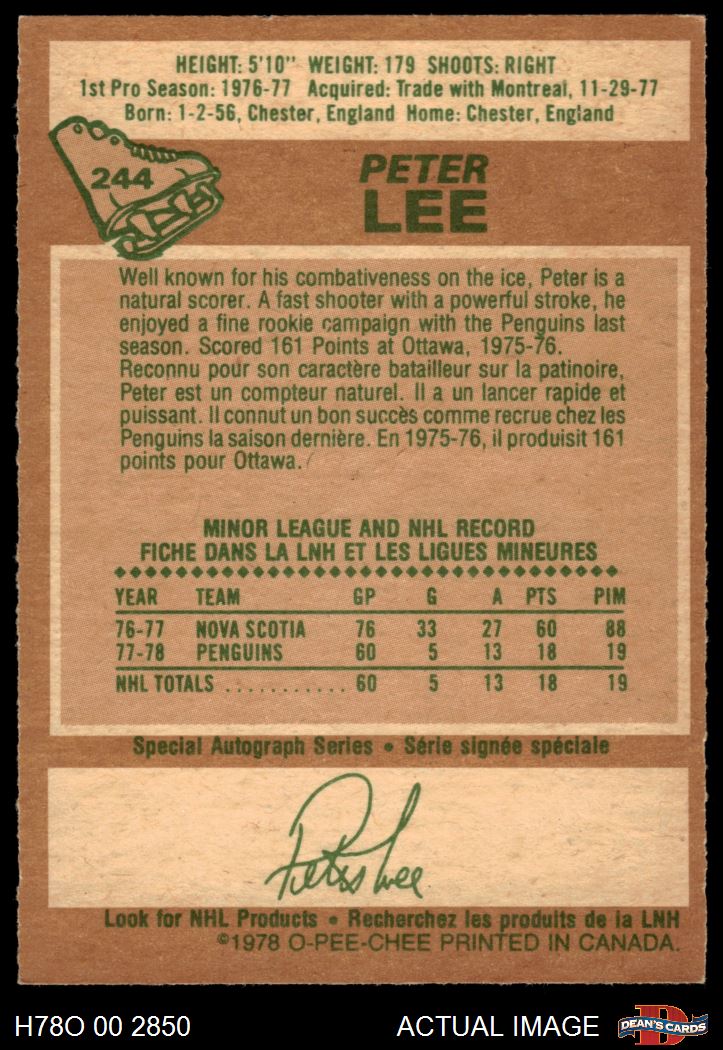 HEIGHT: 5'10" WEIGHT: 179 SHOOTS: RIGHT
1st Pro Season: 1976-77 Acquired: Trade with Montreal, 11-29-77
Born: 1-2-56, Chester, England Home: Chester, England
244
PETER
LEE
Well known for his combativeness on the ice, Peter is a
natural scorer. A fast shooter with a powerful stroke, he
enjoyed a fine rookie campaign with the Penguins last
season. Scored 161 Points at Ottawa, 1975-76.
Reconnu pour son caractère batailleur sur la patinoire,
Peter est un compteur naturel. Il a un lancer rapide et
puissant. Il connut un bon succès comme recrue chez les
Penguins la saison dernière. En 1975-76, il produisit 161
points pour Ottawa.
MINOR LEAGUE AND NHL RECORD
FICHE DANS LA LNH ET LES LIGUES MINEURES
YEAR TEAM GP G A PTS PIM
76-77 NOVA SCOTIA 76 33 27 60 88
77-78 PENGUINS 60 5 13 18 19
NHL TOTALS ........... 60 5 13 18 19
Special Autograph Series • Série signée spéciale
Peter Lee
Look for NHL Products • Recherchez les produits de la LNH
©1978 O-PEE-CHEE PRINTED IN CANADA.
H78O 00 2850 ACTUAL IMAGE
D
DEAN'S CARDS